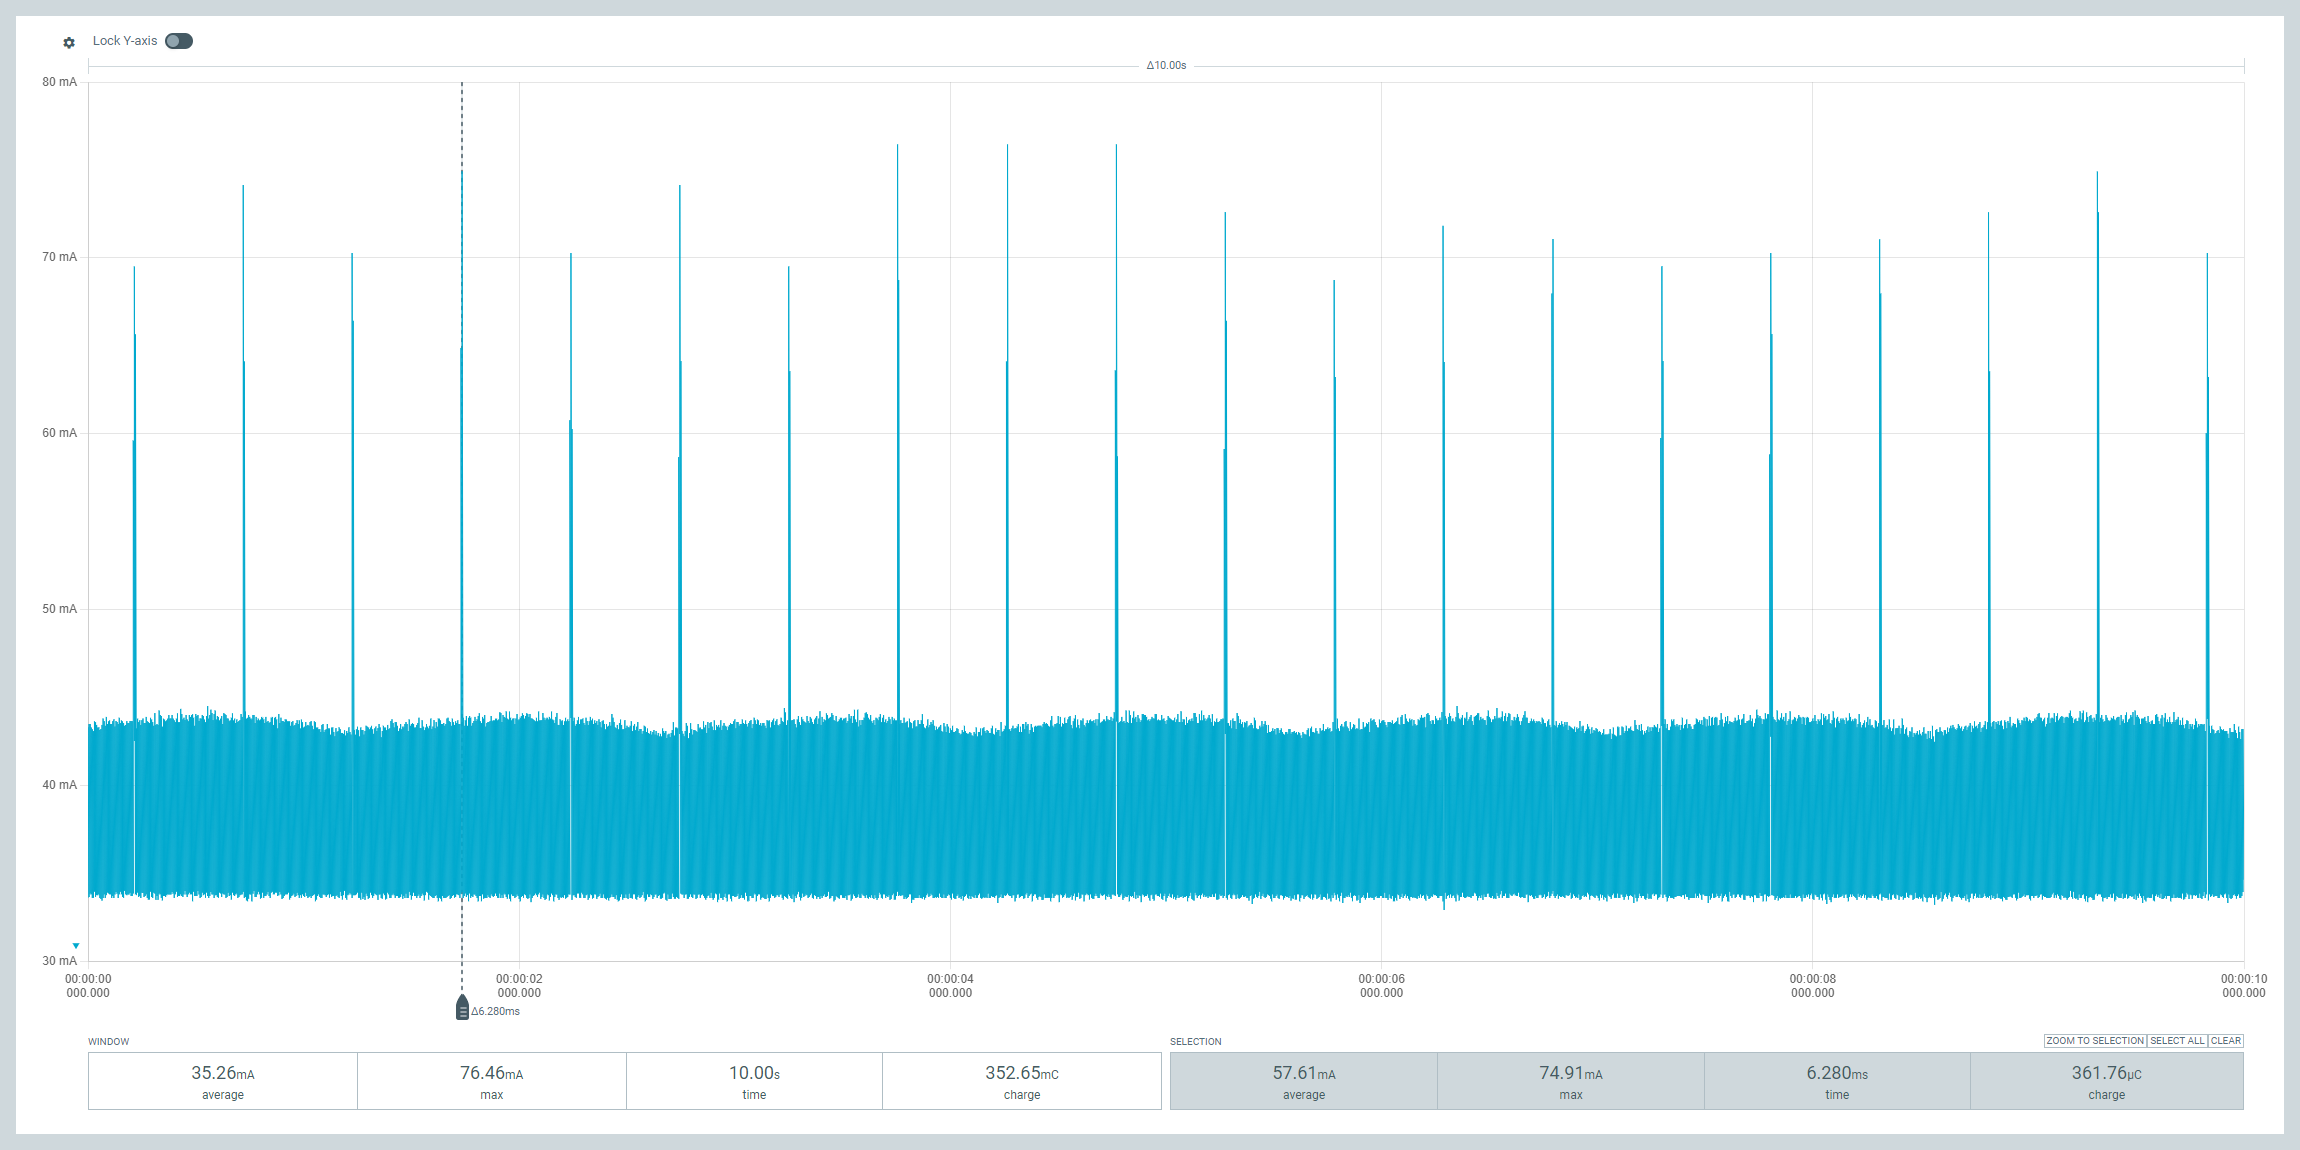 Lock Y-axis
Δ10.00s
80 mA
70 mA
60 mA
50 mA
40 mA
30 mA
00:00:00 00:00:02 00:00:04 00:00:06 00:00:08 00:00:10
000.000 000.000 000.000 000.000 000.000 000.000
Δ6.280ms
WINDOW
35.26mA 76.46mA 10.00s 352.65mC
average max time charge
SELECTION
ZOOM TO SELECTION SELECT ALL CLEAR
57.61mA 74.91mA 6.280ms 361.76μC
average max time charge